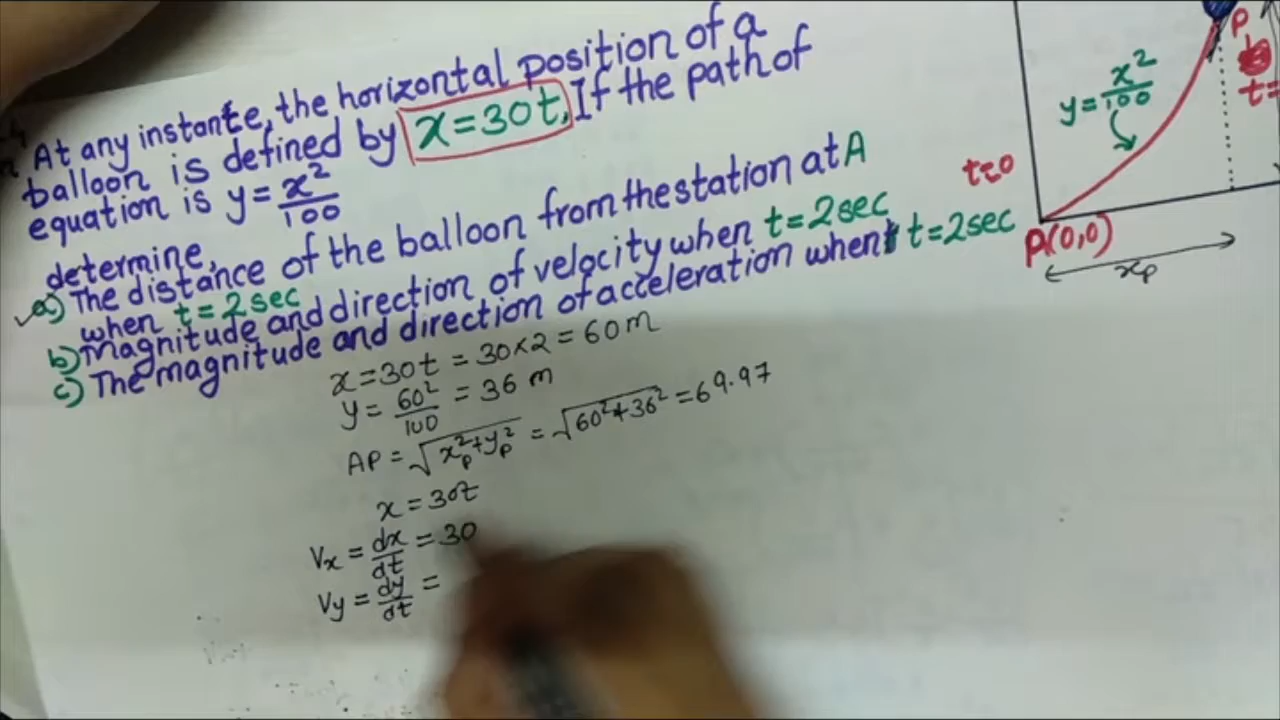 At any instante, the horizontal position of a
balloon is defined by x=30t, If the path of
equation is y=x²/100
determine,
a) The distance of the balloon from the station at A
when t=2sec
b) Magnitude and direction of velocity when t=2sec
c) The magnitude and direction of acceleration when t=2sec
x=30t =30×2 =60m
y= 60²/100 =36 m
AP= √xp²+yp² = √60²+36² =69.97
x=30t
Vx = dx/dt =30
Vy = dy/dt =
P
t=
y=x²/100
t=0
P(0,0)
xp